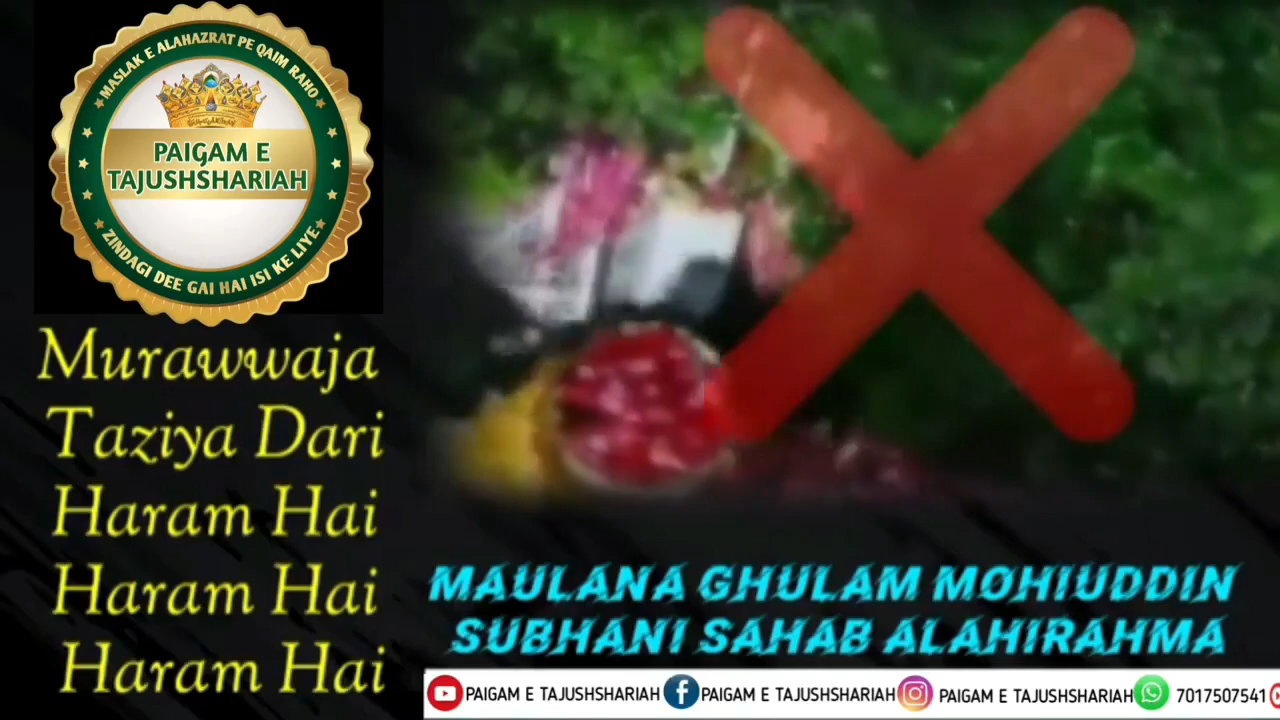 MASLAK E ALAHAZRAT PE QAIM RAHO
PAIGAM E
TAJUSHSHARIAH
ZINDAGI DEE GAI HAI ISI KE LIYE
Murawwaja
Taziya Dari
Haram Hai
Haram Hai
Haram Hai
MAULANA GHULAM MOHIUDDIN
SUBHANI SAHAB ALAHIRAHMA
PAIGAM E TAJUSHSHARIAH PAIGAM E TAJUSHSHARIAH PAIGAM E TAJUSHSHARIAH 7017507541